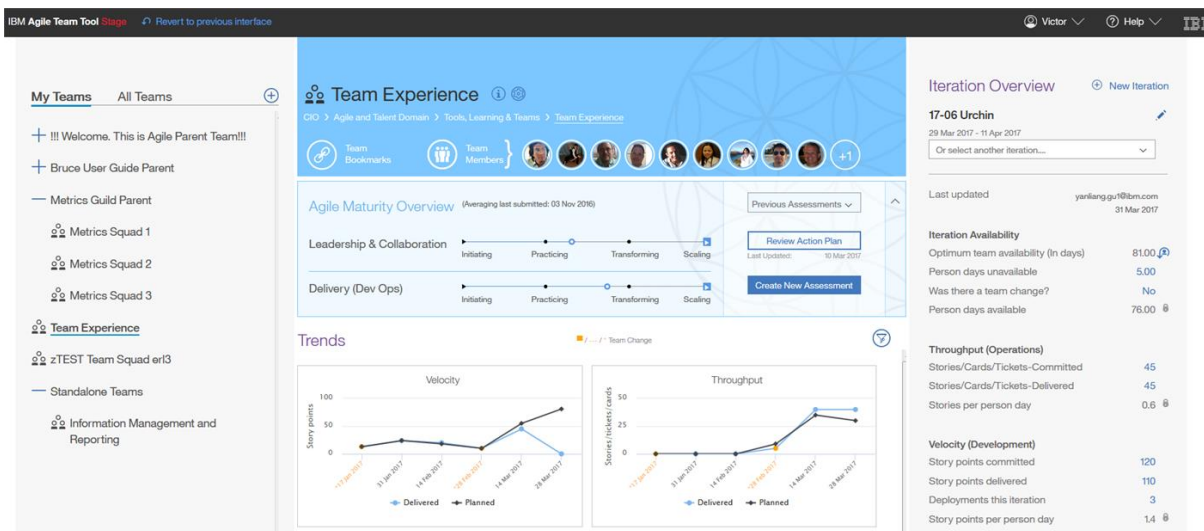 IBM Agile Team Tool Stage
Revert to previous interface
Victor
Help
IBM
My Teams
All Teams
!!! Welcome. This is Agile Parent Team!!!
Bruce User Guide Parent
Metrics Guild Parent
Metrics Squad 1
Metrics Squad 2
Metrics Squad 3
Team Experience
zTEST Team Squad erl3
Standalone Teams
Information Management and
Reporting
Team Experience
CIO > Agile and Talent Domain > Tools, Learning & Teams > Team Experience
Team
Bookmarks
Team
Members
+1
Agile Maturity Overview (Averaging last submitted: 03 Nov 2016)
Previous Assessments
Leadership & Collaboration
Initiating Practicing Transforming Scaling
Review Action Plan
Last Updated: 10 Mar 2017
Delivery (Dev Ops)
Initiating Practicing Transforming Scaling
Create New Assessment
Trends
/ --- / * Team Change
Velocity
Story points
100
50
0
*17 Jan 2017
31 Jan 2017
14 Feb 2017
*28 Feb 2017
14 Mar 2017
28 Mar 2017
Delivered Planned
Throughput
Stories/tickets/cards
50
25
0
*17 Jan 2017
31 Jan 2017
14 Feb 2017
*28 Feb 2017
14 Mar 2017
28 Mar 2017
Delivered Planned
Iteration Overview
New Iteration
17-06 Urchin
29 Mar 2017 - 11 Apr 2017
Or select another iteration....
Last updated yanliang.gu1@ibm.com
31 Mar 2017
Iteration Availability
Optimum team availability (In days) 81.00
Person days unavailable 5.00
Was there a team change? No
Person days available 76.00
Throughput (Operations)
Stories/Cards/Tickets-Committed 45
Stories/Cards/Tickets-Delivered 45
Stories per person day 0.6
Velocity (Development)
Story points committed 120
Story points delivered 110
Deployments this iteration 3
Story points per person day 1.4